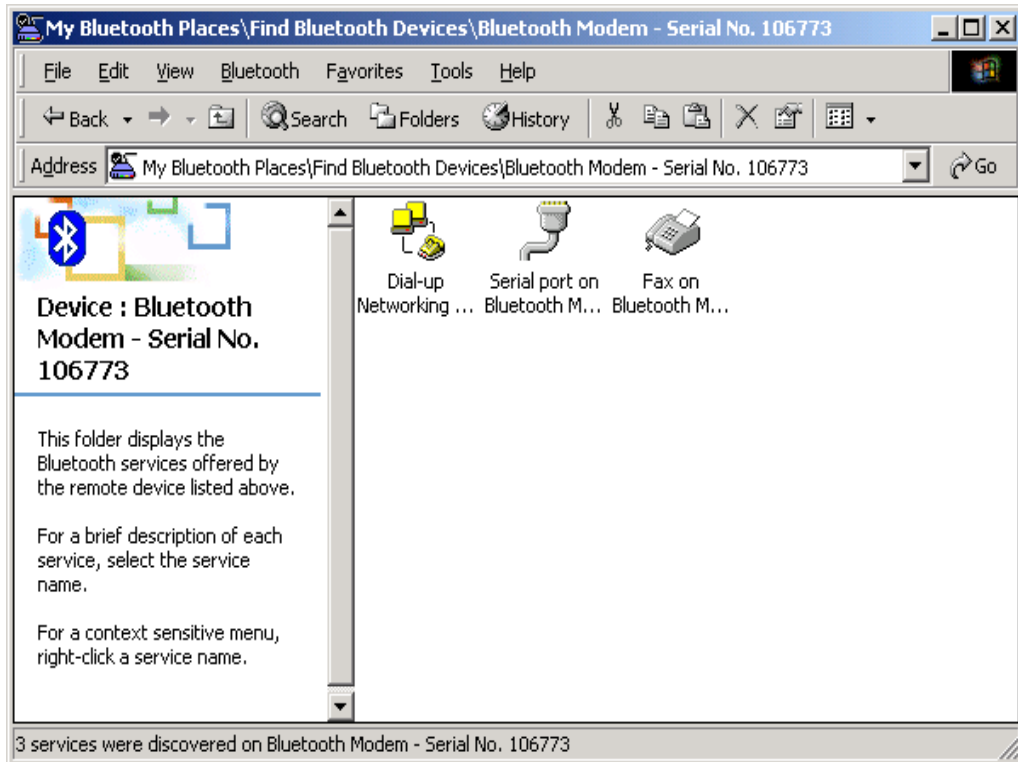 My Bluetooth Places\Find Bluetooth Devices\Bluetooth Modem - Serial No. 106773
File Edit View Bluetooth Favorites Tools Help
Back Search Folders History
Address My Bluetooth Places\Find Bluetooth Devices\Bluetooth Modem - Serial No. 106773 Go
Device : Bluetooth
Modem - Serial No.
106773
This folder displays the
Bluetooth services offered by
the remote device listed above.
For a brief description of each
service, select the service
name.
For a context sensitive menu,
right-click a service name.
Dial-up
Networking ...
Serial port on
Bluetooth M...
Fax on
Bluetooth M...
3 services were discovered on Bluetooth Modem - Serial No. 106773